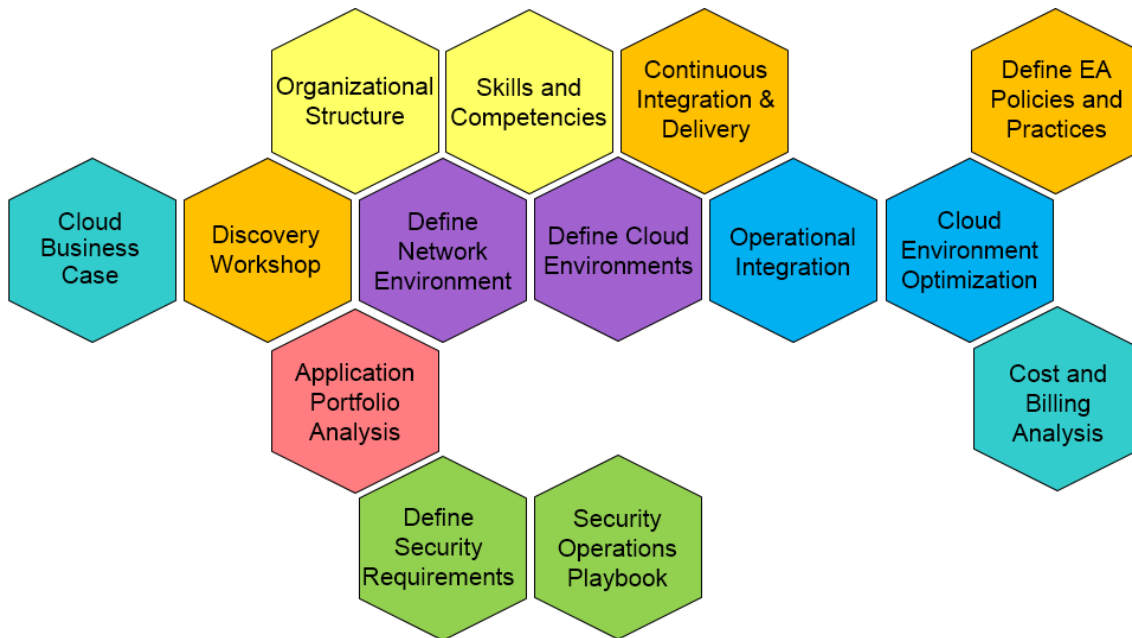 Organizational
Structure
Skills and
Competencies
Continuous
Integration &
Delivery
Define EA
Policies and
Practices
Cloud
Business
Case
Discovery
Workshop
Define
Network
Environment
Define Cloud
Environments
Operational
Integration
Cloud
Environment
Optimization
Application
Portfolio
Analysis
Cost and
Billing
Analysis
Define
Security
Requirements
Security
Operations
Playbook